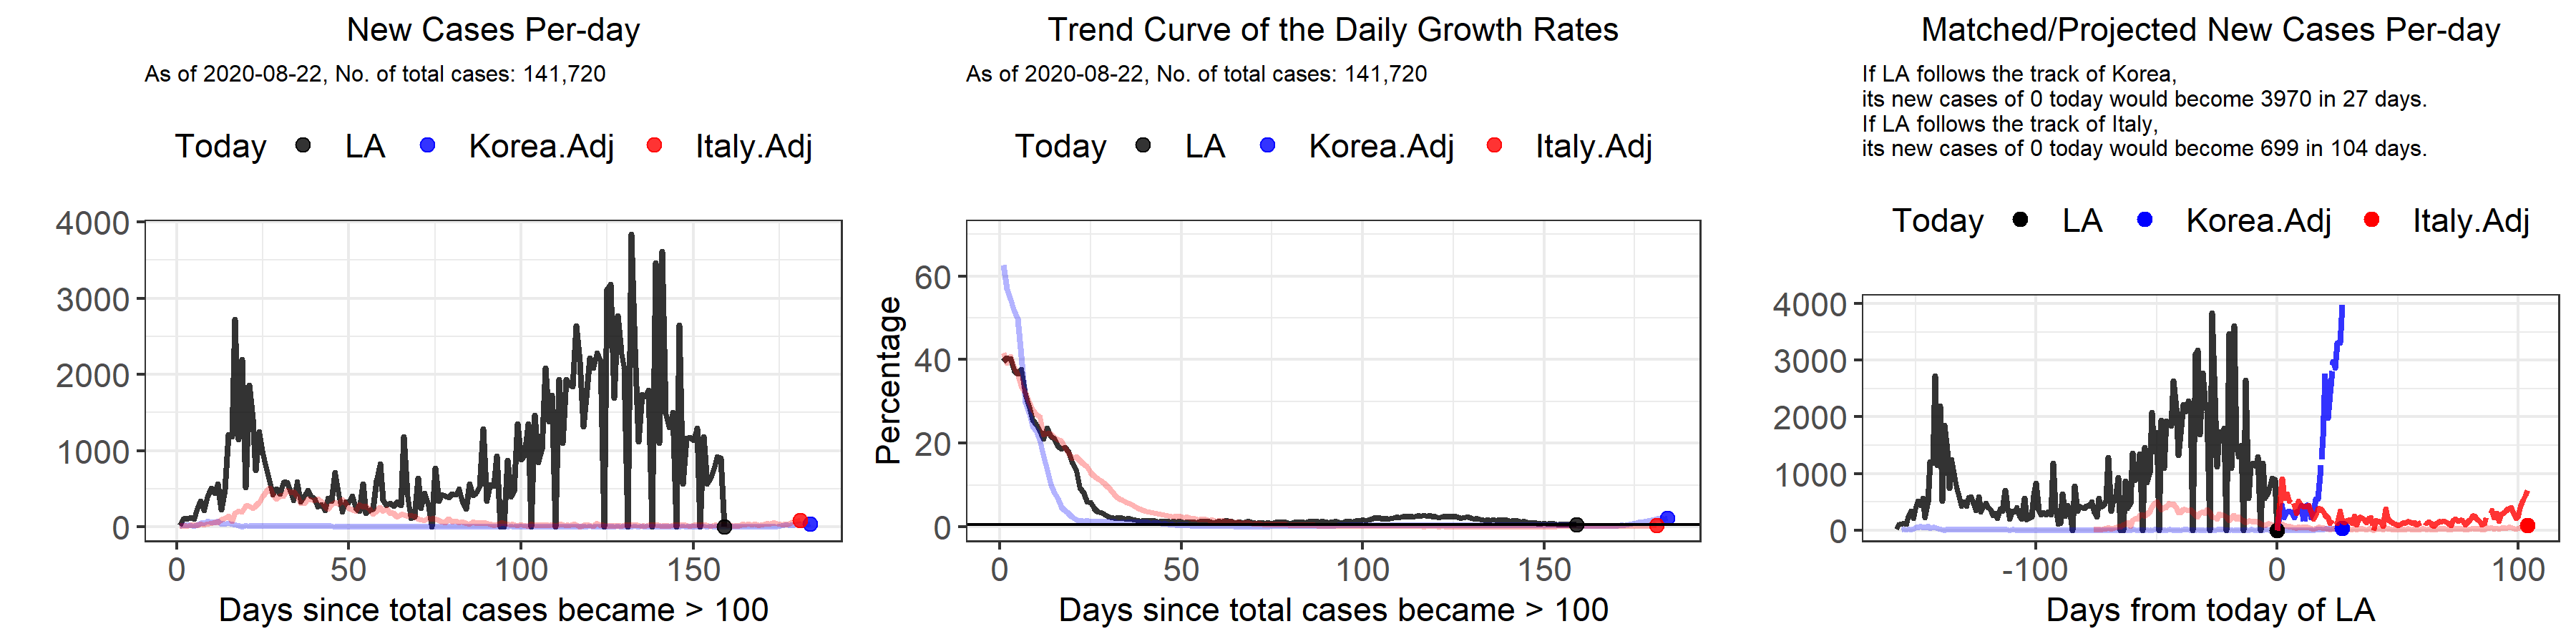 New Cases Per-day
As of 2020-08-22, No. of total cases: 141,720
Today LA Korea.Adj Italy.Adj
4000
3000
2000
1000
0
0 50 100 150
Days since total cases became > 100
Trend Curve of the Daily Growth Rates
As of 2020-08-22, No. of total cases: 141,720
Today LA Korea.Adj Italy.Adj
Percentage
60
40
20
0
0 50 100 150
Days since total cases became > 100
Matched/Projected New Cases Per-day
If LA follows the track of Korea,
its new cases of 0 today would become 3970 in 27 days.
If LA follows the track of Italy,
its new cases of 0 today would become 699 in 104 days.
Today LA Korea.Adj Italy.Adj
4000
3000
2000
1000
0
-100 0 100
Days from today of LA